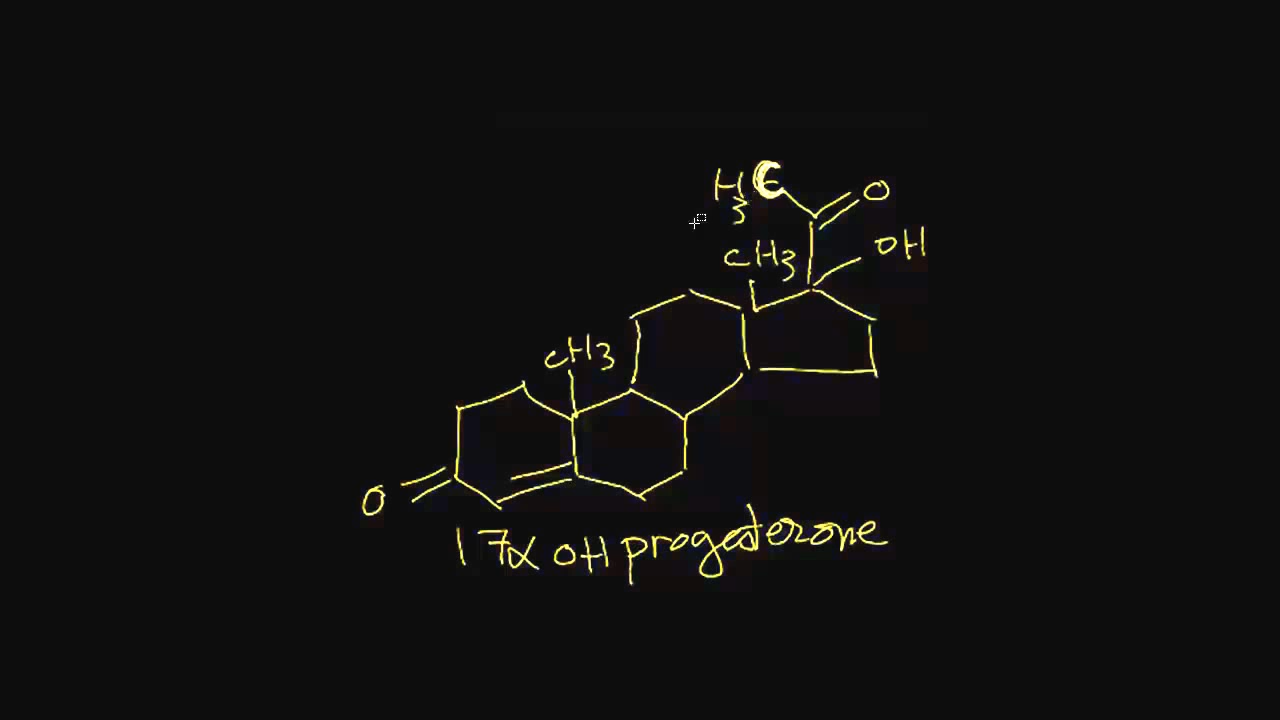 H3C O
OH
CH3
CH3
O
17α OH progesterone